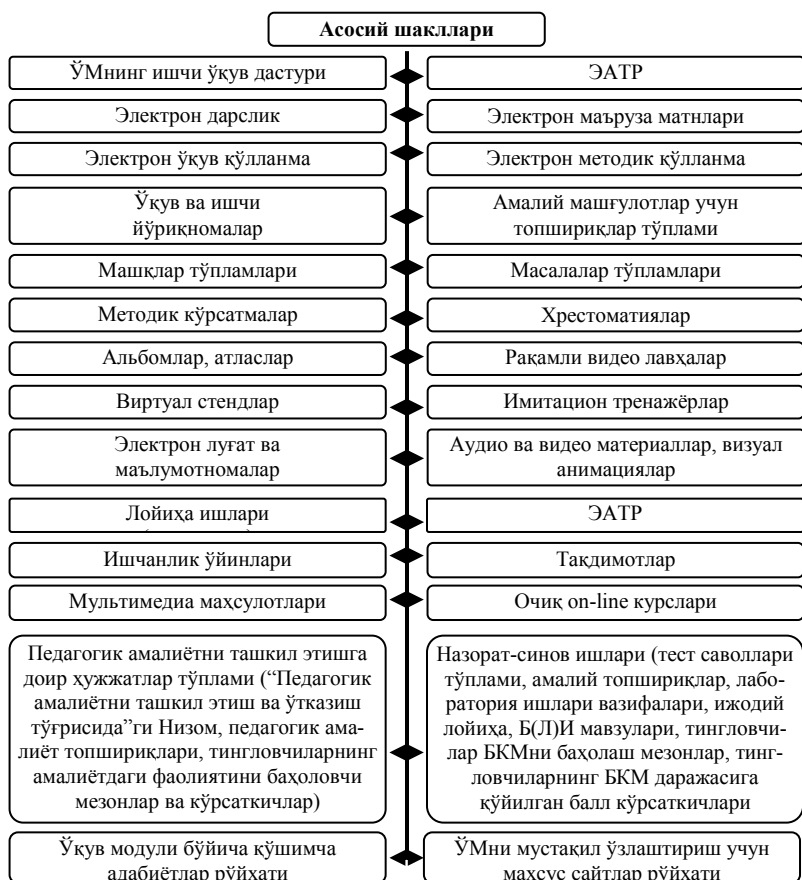 Асосий шакллари
ЎМнинг ишчи ўқув дастури
ЭАТР
Электрон дарслик
Электрон маъруза матнлари
Электрон ўқув қўлланма
Электрон методик қўлланма
Ўқув ва ишчи
йўриқномалар
Амалий машғулотлар учун
топшириқлар тўплами
Машқлар тўпламлари
Масалалар тўпламлари
Методик кўрсатмалар
Хрестоматиялар
Альбомлар, атласлар
Рақамли видео лавҳалар
Виртуал стендлар
Имитацион тренажёрлар
Электрон луғат ва
маълумотномалар
Аудио ва видео материаллар, визуал
анимациялар
Лойиҳа ишлари
ЭАТР
Ишчанлик ўйинлари
Тақдимотлар
Мультимедиа маҳсулотлари
Очиқ on-line курслари
Педагогик амалиётни ташкил этишга
доир ҳужжатлар тўплами (“Педагогик
амалиётни ташкил этиш ва ўтказиш
тўғрисида”ги Низом, педагогик ама-
лиёт топшириқлари, тингловчиларнинг
амалиётдаги фаолиятини баҳоловчи
мезонлар ва кўрсаткичлар)
Назорат-синов ишлари (тест саволлари
тўплами, амалий топшириқлар, лабо-
ратория ишлари вазифалари, ижодий
лойиҳа, Б(Л)И мавзулари, тингловчи-
лар БКМни баҳолаш мезонлар, тинг-
ловчиларнинг БКМ даражасига
қўйилган балл кўрсаткичлари
Ўқув модули бўйича қўшимча
адабиётлар рўйхати
ЎМни мустақил ўзлаштириш учун
махсус сайтлар рўйхати